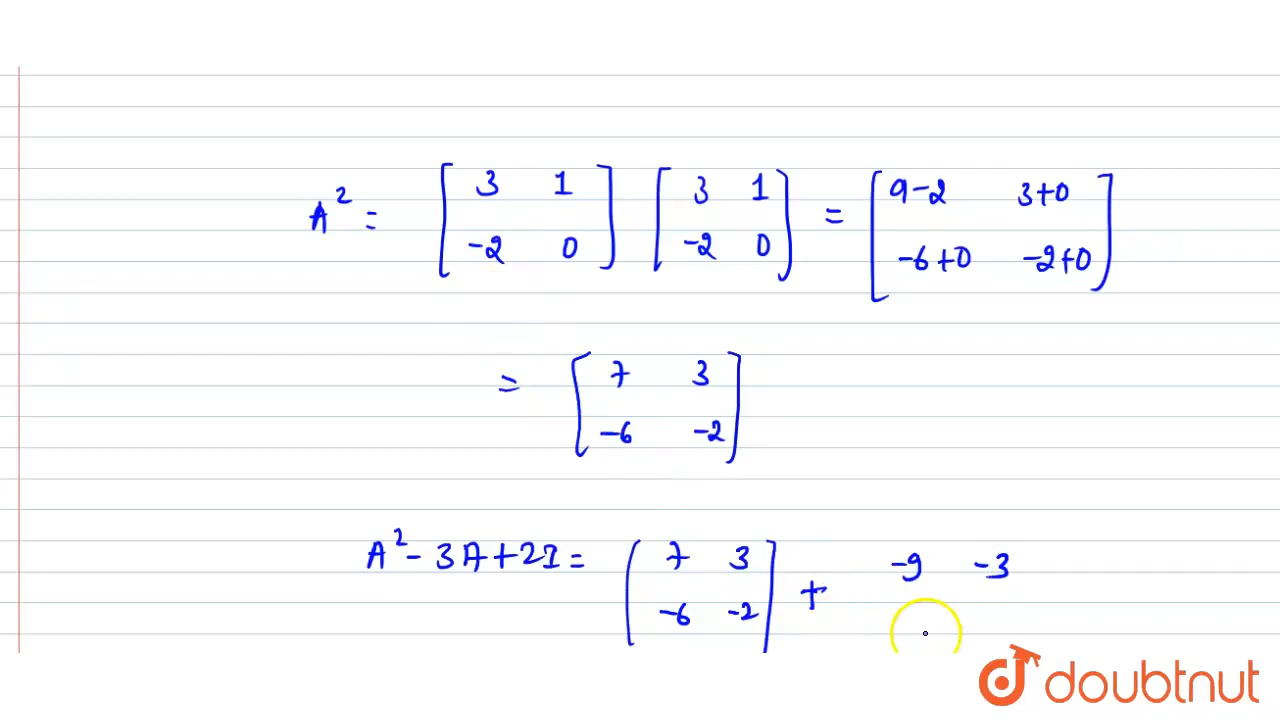 A² = [ 3 1 ] [ 3 1 ] = [ 9-2 3+0 ]
-2 0 -2 0 -6+0 -2+0
= [ 7 3 ]
-6 -2
A² - 3A + 2I = [ 7 3 ] + -9 -3
-6 -2
doubtnut